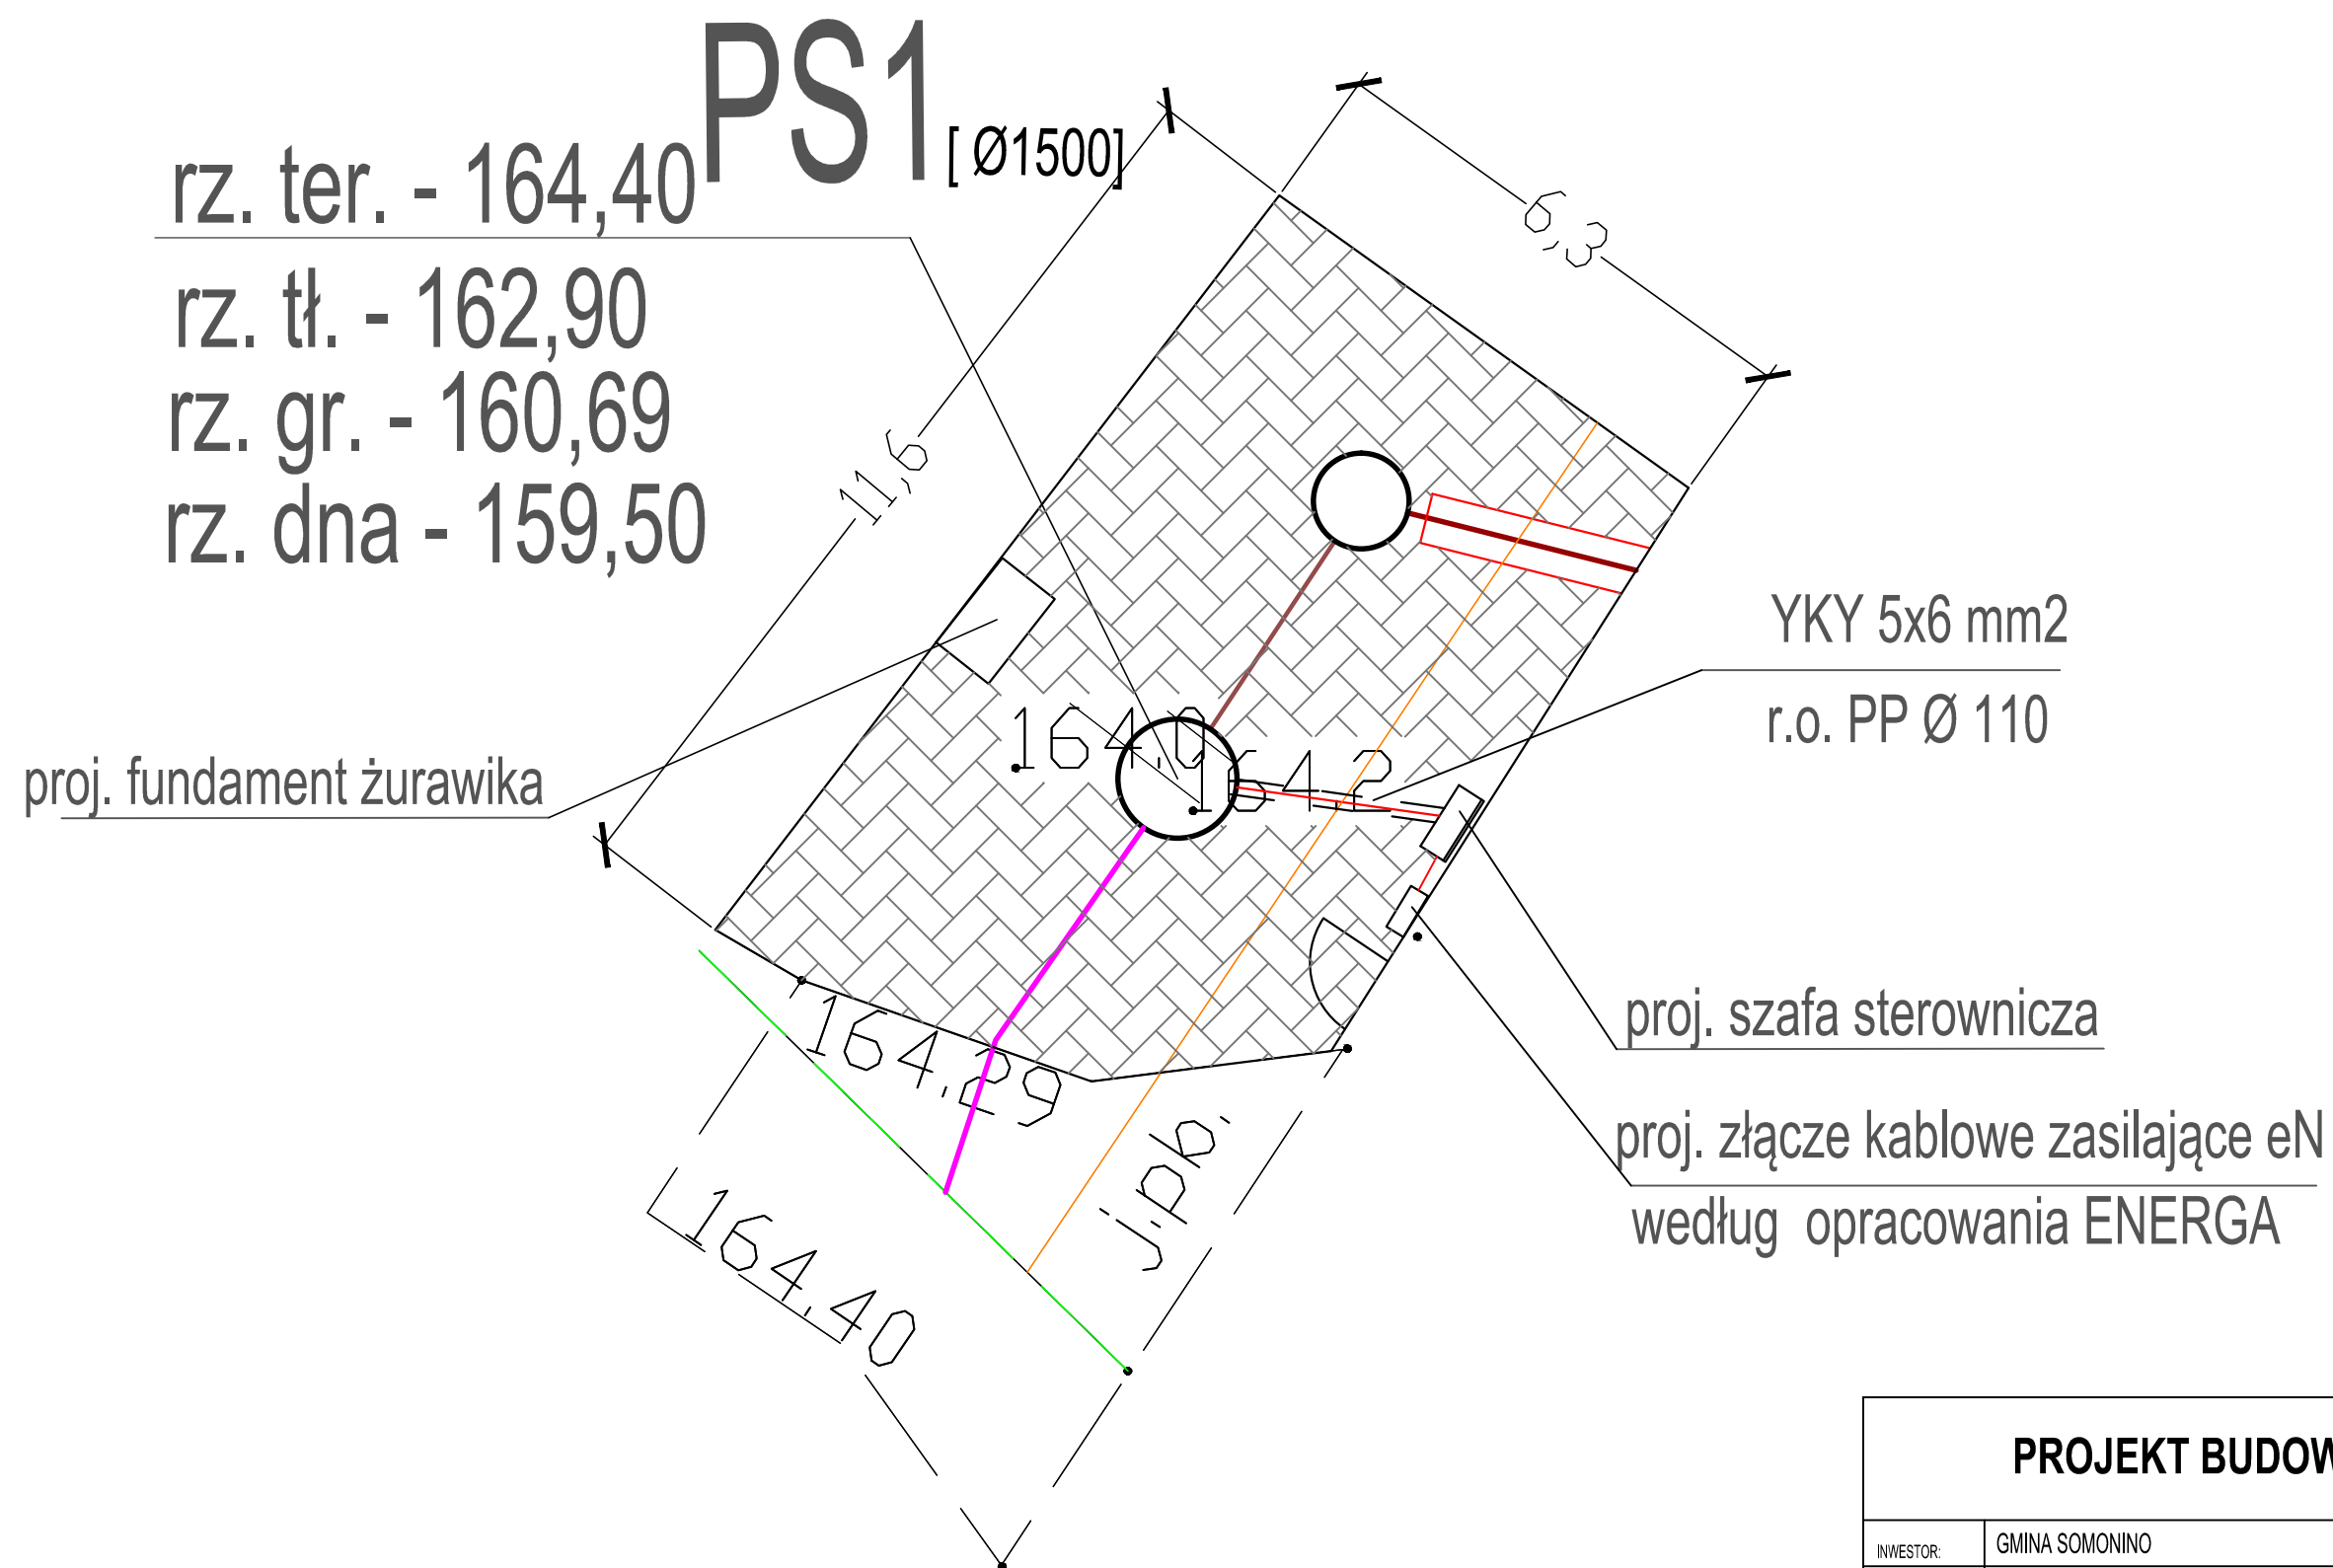 PS1 [ Ø1500]
rz. ter. - 164,40
rz. tł. - 162,90
rz. gr. - 160,69
rz. dna - 159,50
6,3
11,6
YKY 5x6 mm2
r.o. PP Ø 110
164,0
164,2
proj. fundament żurawika
proj. szafa sterownicza
164,29
proj. złącze kablowe zasilające eN
według opracowania ENERGA
164,40
PROJEKT BUDOW
INWESTOR:
GMINA SOMONINO